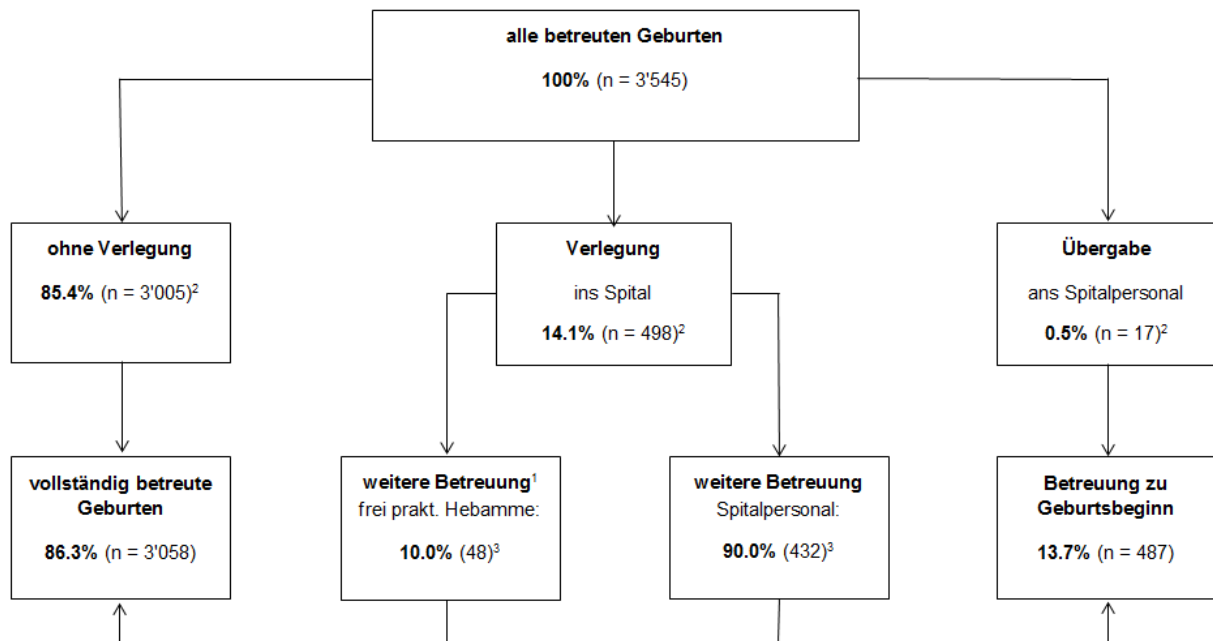 alle betreuten Geburten
100% (n = 3'545)
ohne Verlegung
85.4% (n = 3'005)²
Verlegung
ins Spital
14.1% (n = 498)²
Übergabe
ans Spitalpersonal
0.5% (n = 17)²
vollständig betreute
Geburten
86.3% (n = 3'058)
weitere Betreuung¹
frei prakt. Hebamme:
10.0% (48)³
weitere Betreuung
Spitalpersonal:
90.0% (432)³
Betreuung zu
Geburtsbeginn
13.7% (n = 487)